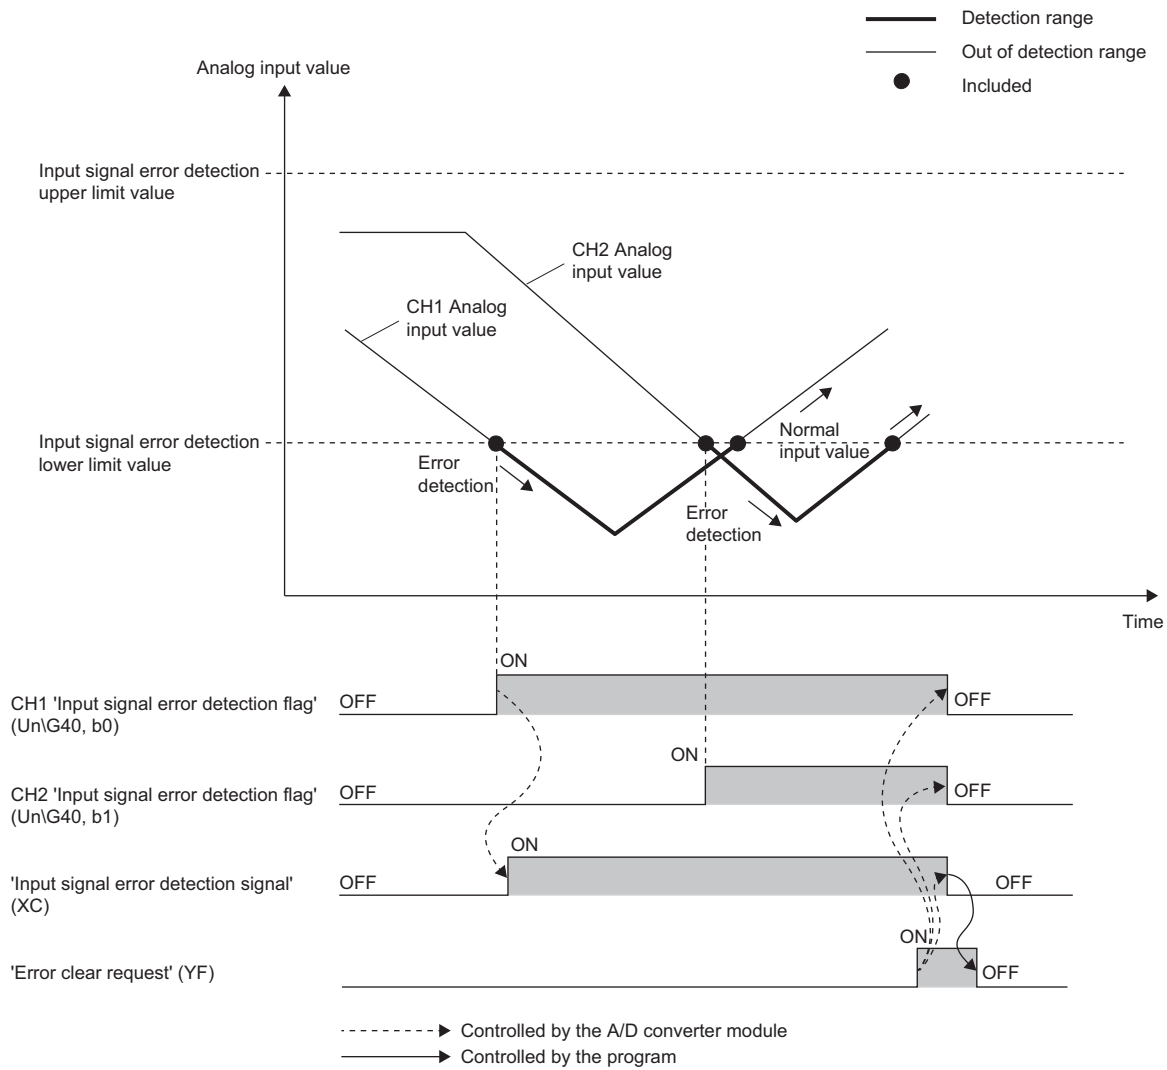 Detection range
Out of detection range
Included
Analog input value
Input signal error detection
upper limit value
CH2 Analog
input value
CH1 Analog
input value
Input signal error detection
lower limit value
Error
detection
Normal
input value
Error
detection
Time
ON
CH1 'Input signal error detection flag'
(Un\G40, b0)
OFF
OFF
ON
CH2 'Input signal error detection flag'
(Un\G40, b1)
OFF
OFF
ON
'Input signal error detection signal'
(XC)
OFF
OFF
ON
'Error clear request' (YF)
OFF
Controlled by the A/D converter module
Controlled by the program